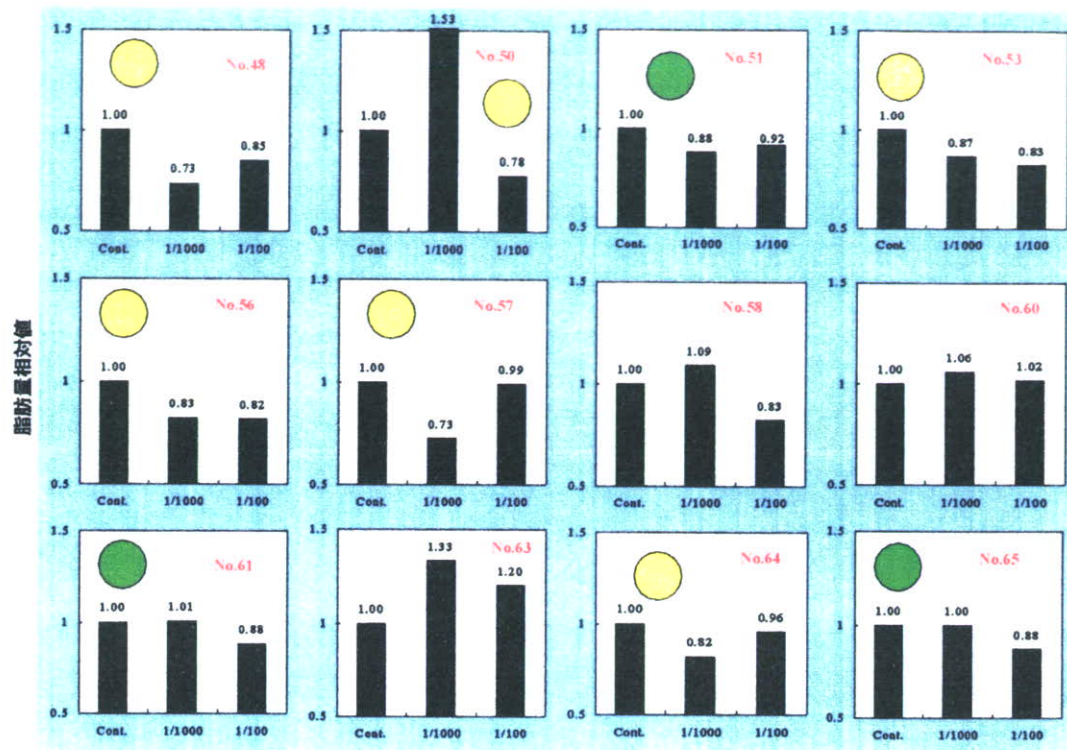 脂肪量相対値
1.5
No.48
1.00
0.73
0.85
1
0.5
Cont. 1/1000 1/100
1.5
1.53
No.50
1.00
0.78
1
0.5
Cont. 1/1000 1/100
1.5
No.51
1.00
0.88
0.92
1
0.5
Cont. 1/1000 1/100
1.5
No.53
1.00
0.87
0.83
1
0.5
Cont. 1/1000 1/100
1.5
No.56
1.00
0.83
0.82
1
0.5
Cont. 1/1000 1/100
1.5
No.57
1.00
0.73
0.99
1
0.5
Cont. 1/1000 1/100
1.5
No.58
1.00
1.09
0.83
1
0.5
Cont. 1/1000 1/100
1.5
No.60
1.00
1.06
1.02
1
0.5
Cont. 1/1000 1/100
1.5
No.61
1.00
1.01
0.88
1
0.5
Cont. 1/1000 1/100
1.5
No.63
1.00
1.33
1.20
1
0.5
Cont. 1/1000 1/100
1.5
No.64
1.00
0.82
0.96
1
0.5
Cont. 1/1000 1/100
1.5
No.65
1.00
1.00
0.88
1
0.5
Cont. 1/1000 1/100